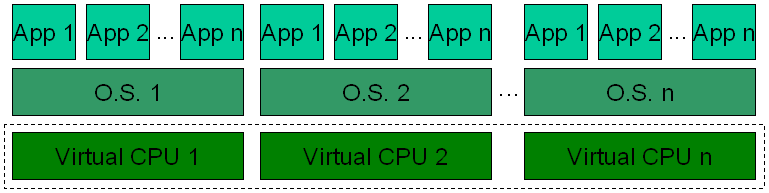 App 1 App 2 ... App n App 1 App 2 ... App n App 1 App 2 ... App n
O.S. 1 O.S. 2 ... O.S. n
Virtual CPU 1 Virtual CPU 2 Virtual CPU n